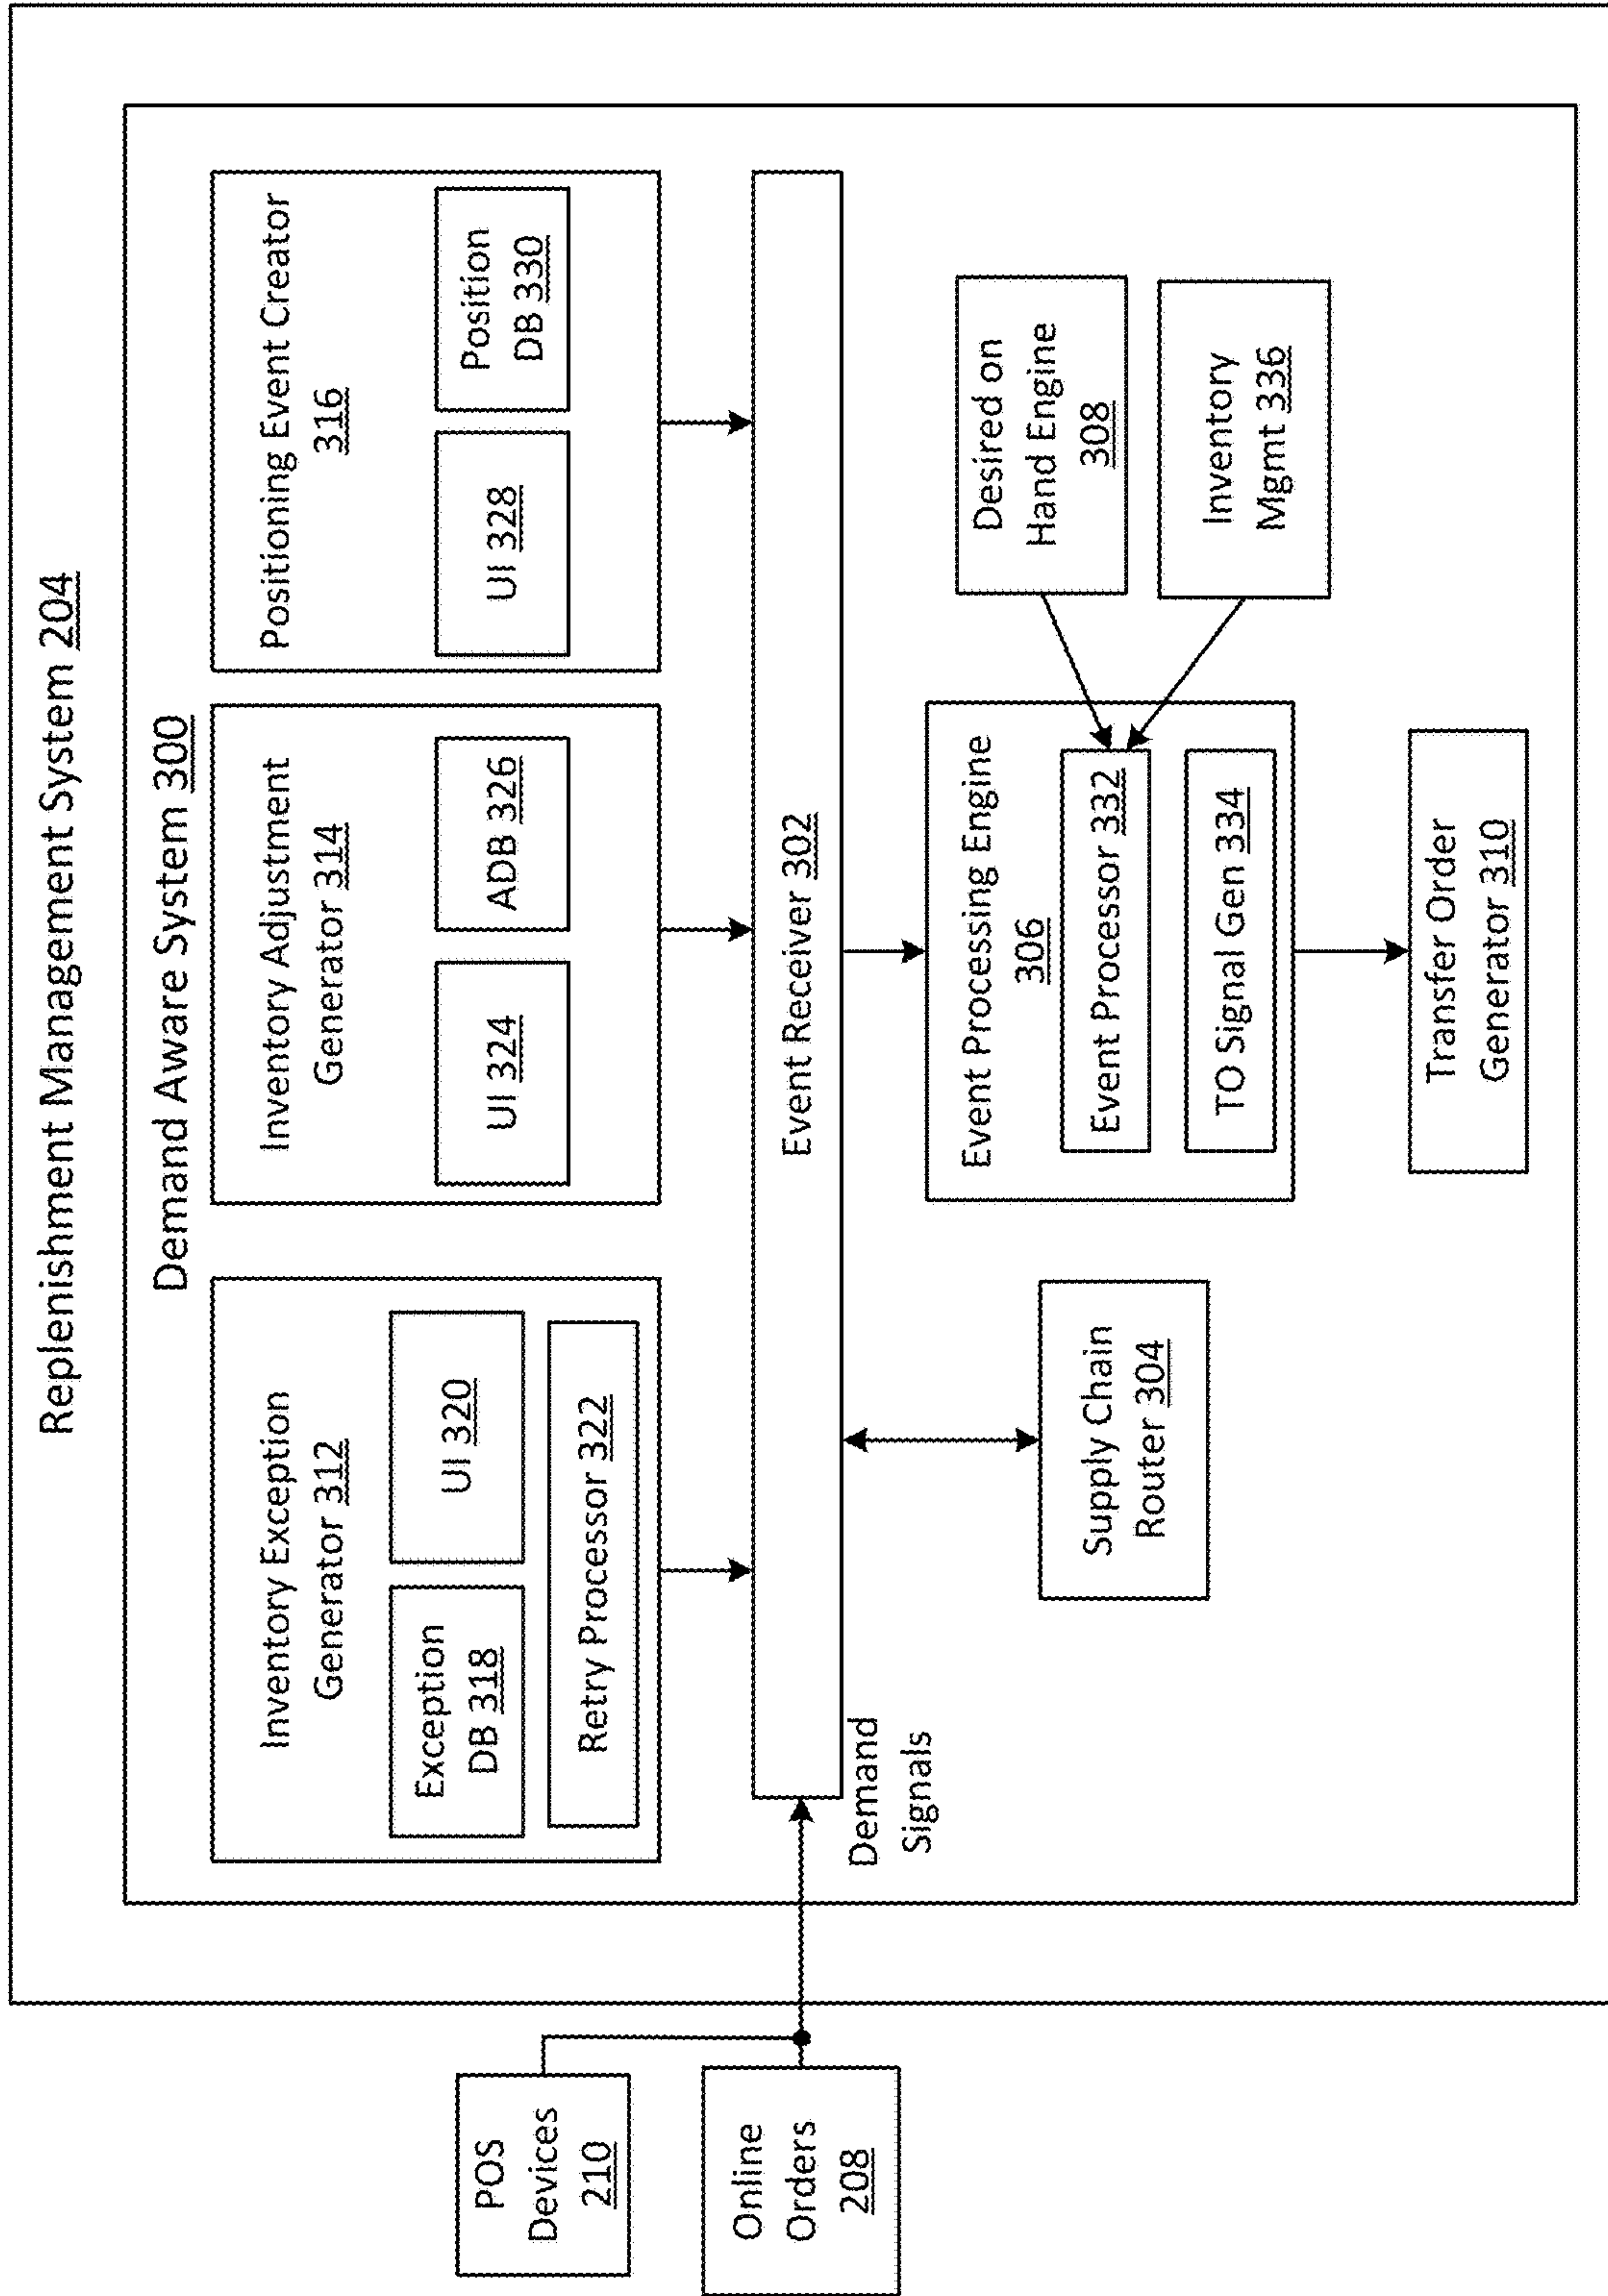 Replenishment Management System 204
Demand Aware System 300
Inventory Exception
Generator 312
Exception
DB 318
UI 320
Retry Processor 322
Inventory Adjustment
Generator 314
UI 324
ADB 326
Positioning Event Creator
316
UI 328
Position
DB 330
POS
Devices
210
Online
Orders
208
Demand
Signals
Event Receiver 302
Supply Chain
Router 304
Event Processing Engine
306
Event Processor 332
TO Signal Gen 334
Desired on
Hand Engine
308
Inventory
Mgmt 336
Transfer Order
Generator 310